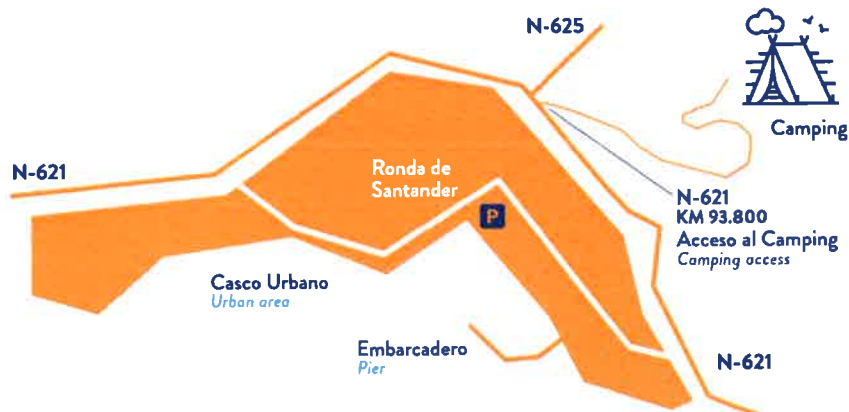 N-625
Camping
N-621
Ronda de
Santander
P
N-621
KM 93.800
Acceso al Camping
Camping access
Casco Urbano
Urban area
Embarcadero
Pier
N-621